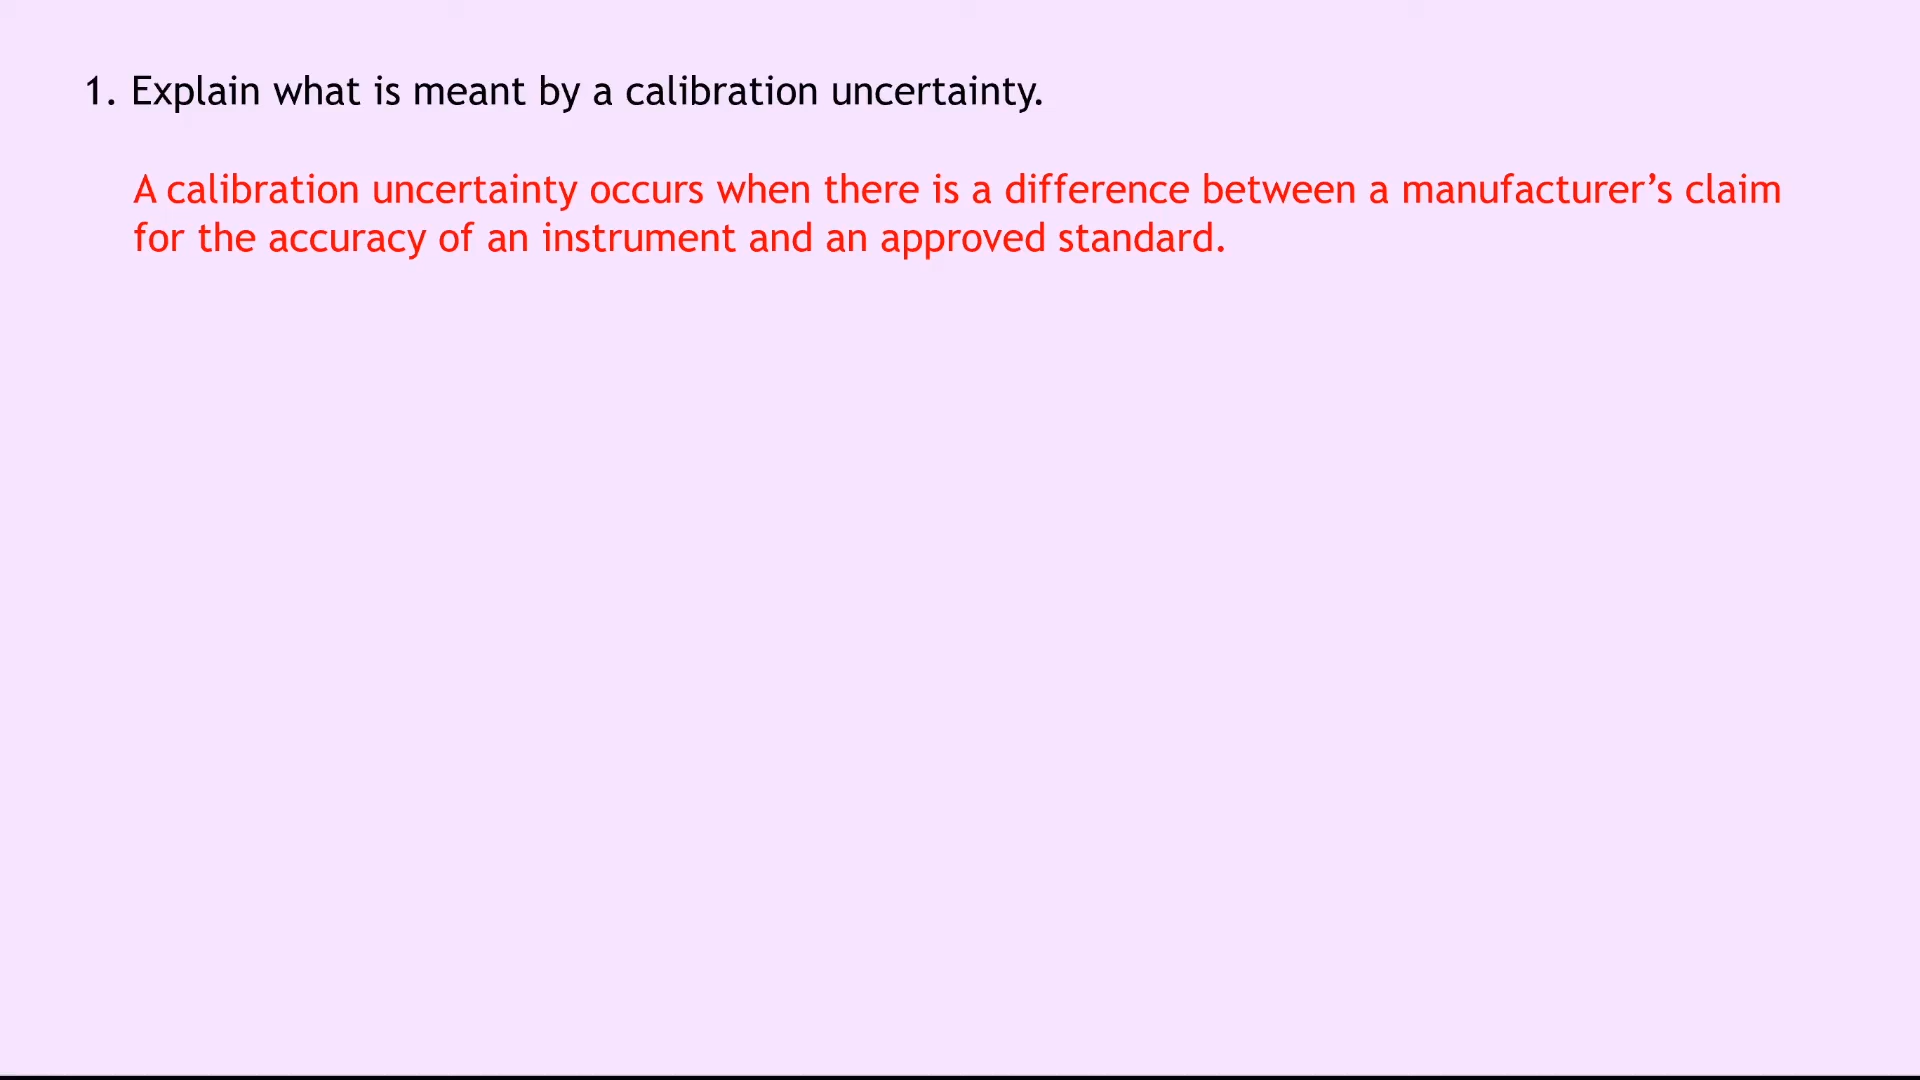 1. Explain what is meant by a calibration uncertainty.
A calibration uncertainty occurs when there is a difference between a manufacturer’s claim
for the accuracy of an instrument and an approved standard.